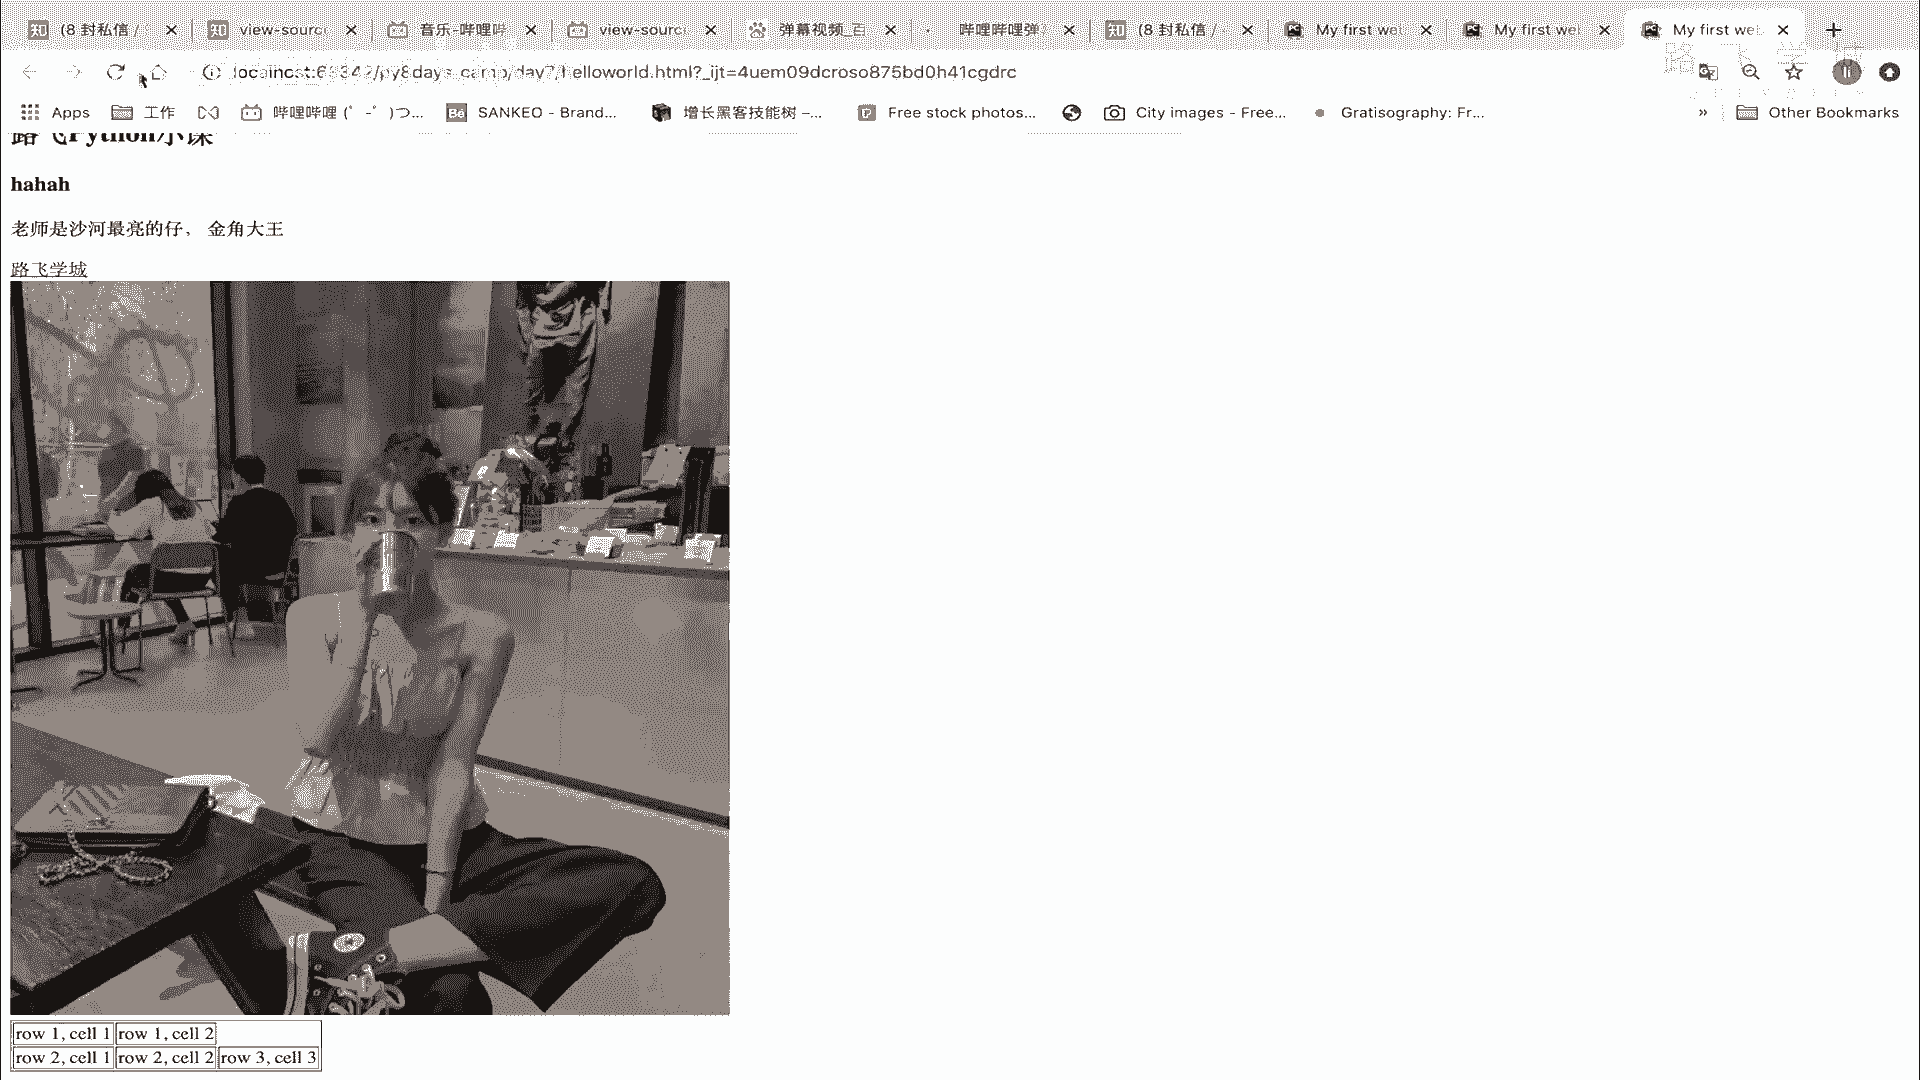 (8 封私信 /
view-source
音乐-哔哩哔
view-source
弹幕视频_百
哔哩哔哩弹
(8 封私信 /
My first we
My first we
My first we
localhost:63342/py8days_camp/day7/helloworld.html?_ijt=4uem09dcroso875bd0h41cgdrc
Apps
工作
哔哩哔哩 (゜-゜)つ...
SANKEO - Brand...
增长黑客技能树 –...
Free stock photos...
City images - Free...
Gratisography: Fr...
»
Other Bookmarks
路飞Python小课
hahah
老师是沙河最亮的仔， 金角大王
路飞学城
row 1, cell 1 row 1, cell 2
row 2, cell 1 row 2, cell 2 row 3, cell 3